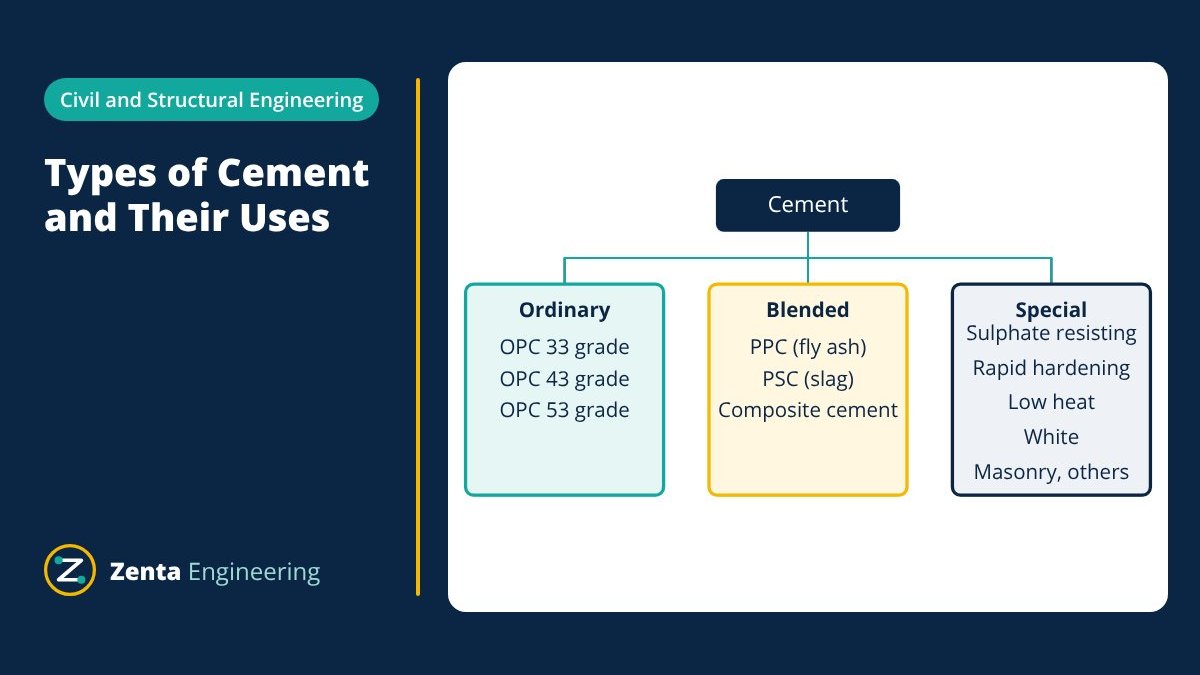 Civil and Structural Engineering
Types of Cement
and Their Uses
Zenta Engineering
Cement
Ordinary
OPC 33 grade
OPC 43 grade
OPC 53 grade
Blended
PPC (fly ash)
PSC (slag)
Composite cement
Special
Sulphate resisting
Rapid hardening
Low heat
White
Masonry, others